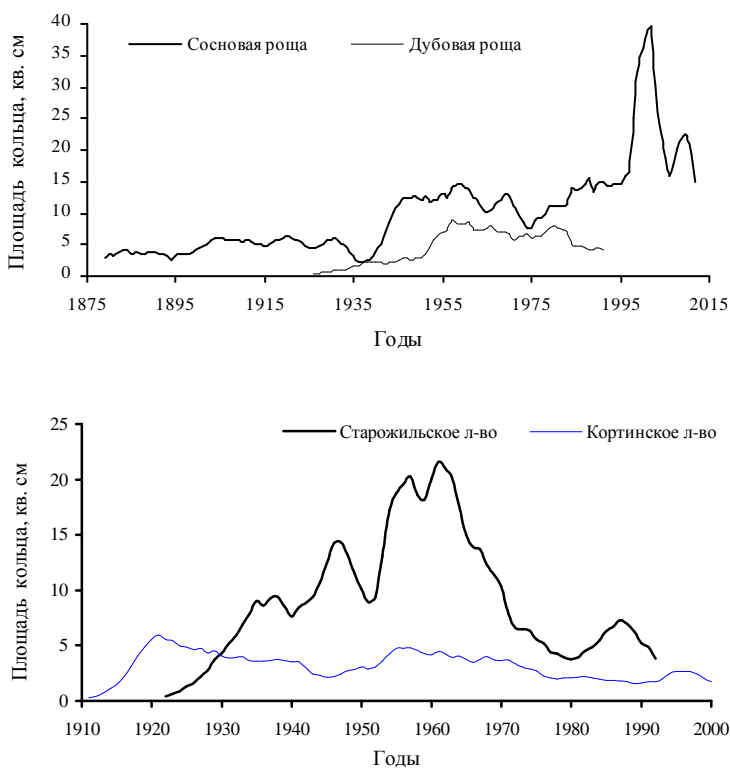 Площадь кольца, кв. см
40
35
30
25
20
15
10
5
0
Сосновая роща
Дубовая роща
1875 1895 1915 1935 1955 1975 1995 2015
Годы
Площадь кольца, кв. см
25
20
15
10
5
0
Старожильское л-во
Кортинское л-во
1910 1920 1930 1940 1950 1960 1970 1980 1990 2000
Годы